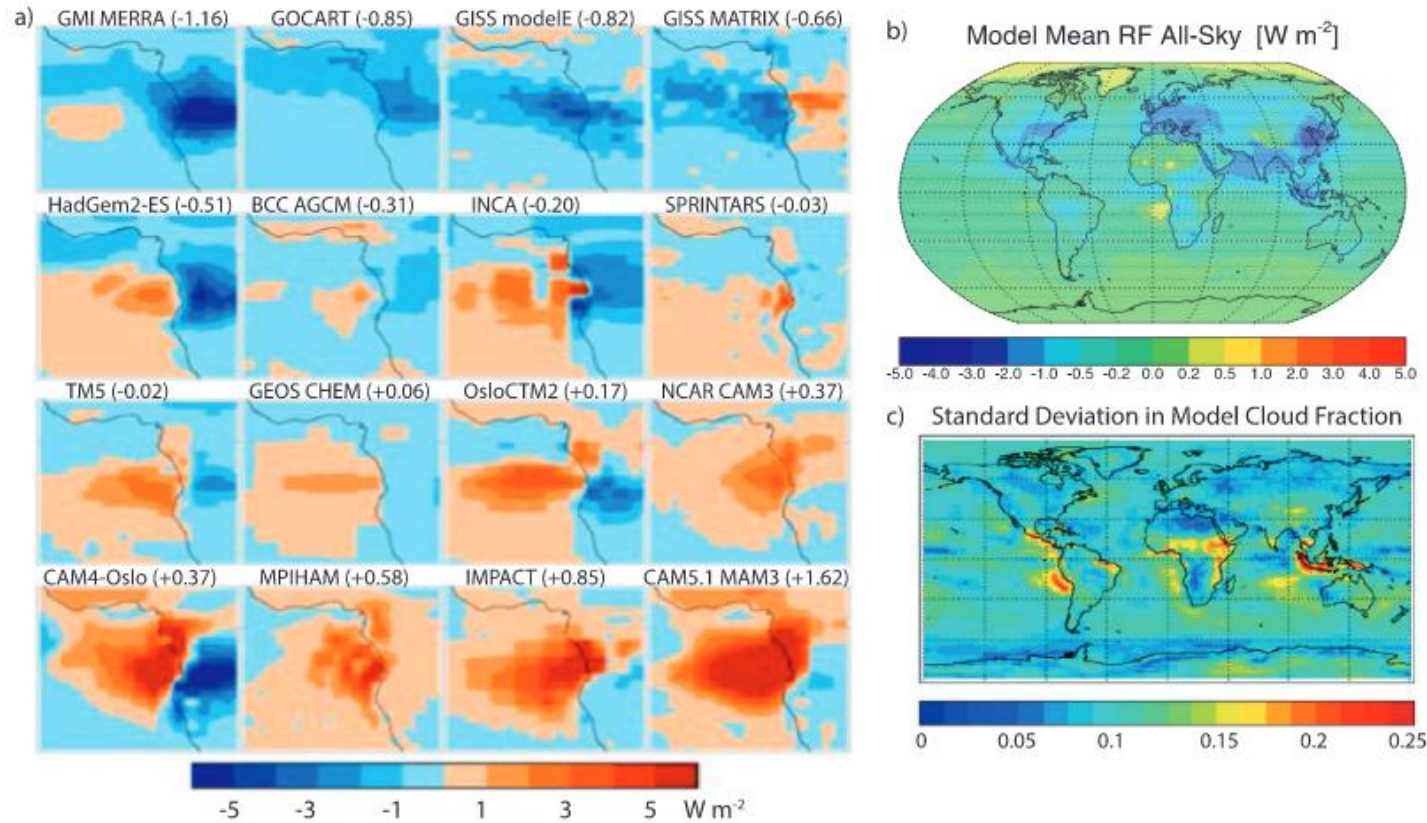 a)
GMI MERRA (-1.16) GOCART (-0.85) GISS modelE (-0.82) GISS MATRIX (-0.66)
HadGem2-ES (-0.51) BCC AGCM (-0.31) INCA (-0.20) SPRINTARS (-0.03)
TM5 (-0.02) GEOS CHEM (+0.06) OsloCTM2 (+0.17) NCAR CAM3 (+0.37)
CAM4-Oslo (+0.37) MPIHAM (+0.58) IMPACT (+0.85) CAM5.1 MAM3 (+1.62)
-5 -3 -1 1 3 5 W m⁻²
b) Model Mean RF All-Sky [W m⁻²]
-5.0 -4.0 -3.0 -2.0 -1.0 -0.5 -0.2 0.0 0.2 0.5 1.0 2.0 3.0 4.0 5.0
c) Standard Deviation in Model Cloud Fraction
0 0.05 0.1 0.15 0.2 0.25